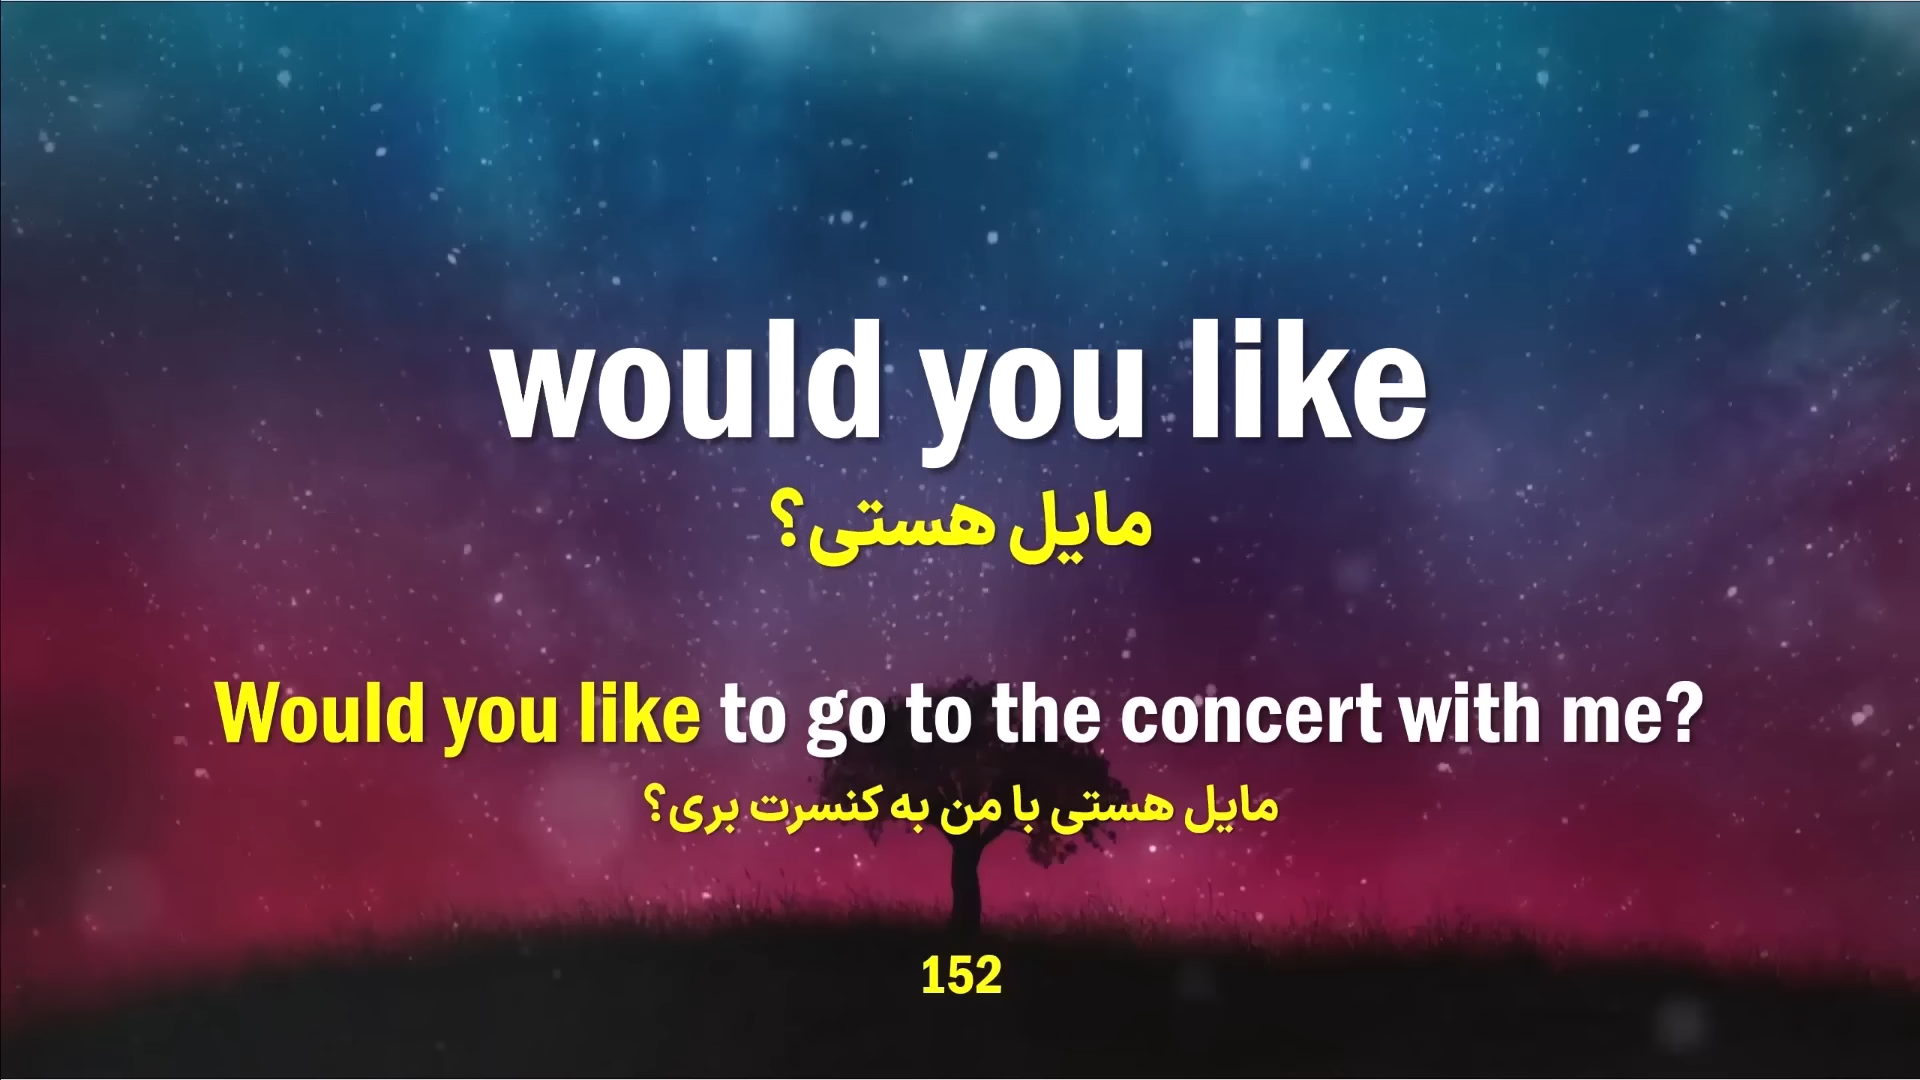 would you like
مایل هستی؟
Would you like to go to the concert with me?
مایل هستی با من به کنسرت بری؟
152